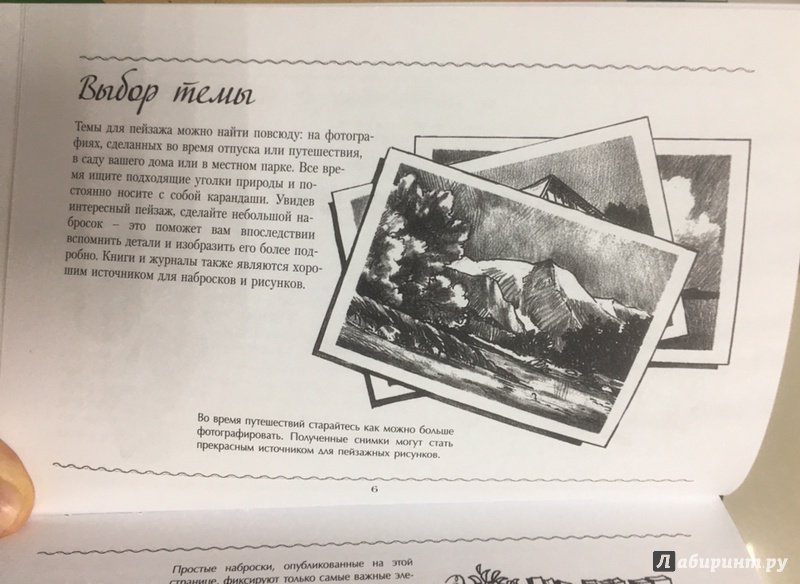 Выбор темы
Темы для пейзажа можно найти повсюду: на фотогра-
фиях, сделанных во время отпуска или путешествия,
в саду вашего дома или в местном парке. Все вре-
мя ищите подходящие уголки природы и по-
стоянно носите с собой карандаши. Увидев
интересный пейзаж, сделайте небольшой на-
бросок – это поможет вам впоследствии
вспомнить детали и изобразить его более под-
робно. Книги и журналы также являются хоро-
шим источником для набросков и рисунков.
Во время путешествий старайтесь как можно больше
фотографировать. Полученные снимки могут стать
прекрасным источником для пейзажных рисунков.
6
Простые наброски, опубликованные на этой
странице, фиксируют только самые важные эле-
Лабиринт.ру